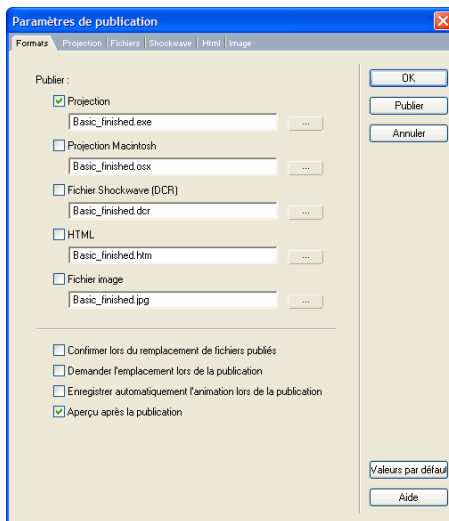 Paramètres de publication
Formats Projection Fichiers Shockwave Html Image
Publier :
OK
Projection
Publier
Basic_finished.exe
...
Annuler
Projection Macintosh
Basic_finished.osx
...
Fichier Shockwave (DCR)
Basic_finished.dcr
...
HTML
Basic_finished.htm
...
Fichier image
Basic_finished.jpg
...
Confirmer lors du remplacement de fichiers publiés
Demander l'emplacement lors de la publication
Enregistrer automatiquement l'animation lors de la publication
Aperçu après la publication
Valeurs par défaut
Aide